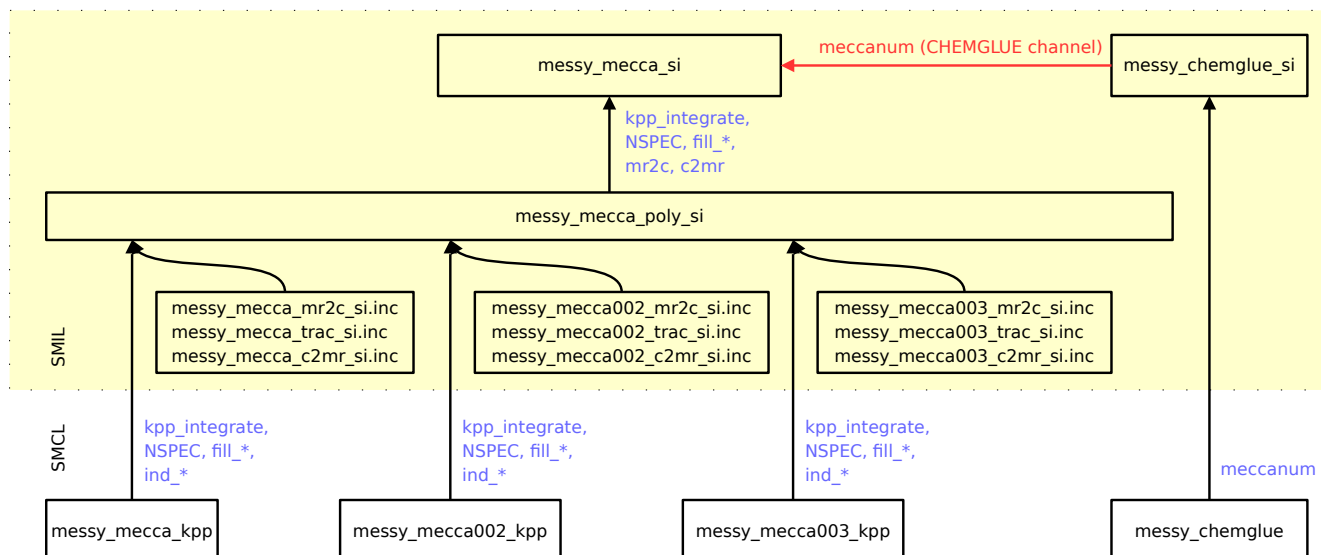 messy_mecca_si
meccanum (CHEMGLUE channel)
messy_chemglue_si
kpp_integrate,
NSPEC, fill_*,
mr2c, c2mr
messy_mecca_poly_si
messy_mecca_mr2c_si.inc
messy_mecca_trac_si.inc
messy_mecca_c2mr_si.inc
messy_mecca002_mr2c_si.inc
messy_mecca002_trac_si.inc
messy_mecca002_c2mr_si.inc
messy_mecca003_mr2c_si.inc
messy_mecca003_trac_si.inc
messy_mecca003_c2mr_si.inc
SMIL
SMCL
kpp_integrate,
NSPEC, fill_*,
ind_*
kpp_integrate,
NSPEC, fill_*,
ind_*
kpp_integrate,
NSPEC, fill_*,
ind_*
meccanum
messy_mecca_kpp
messy_mecca002_kpp
messy_mecca003_kpp
messy_chemglue